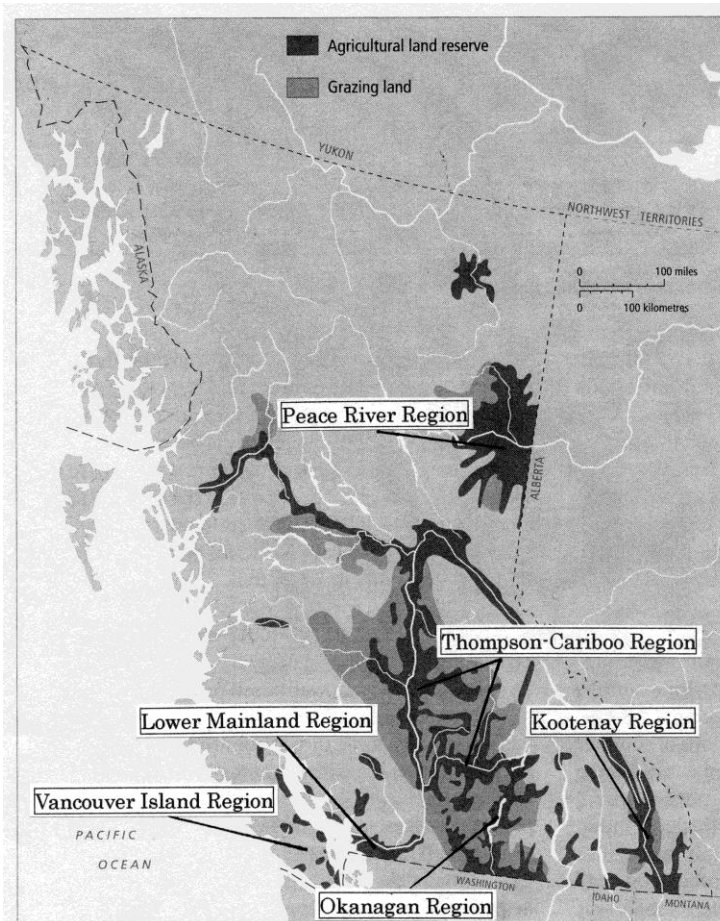 Agricultural land reserve
Grazing land
YUKON
NORTHWEST TERRITORIES
ALASKA
0 100 miles
0 100 kilometres
Peace River Region
ALBERTA
Thompson-Cariboo Region
Lower Mainland Region
Kootenay Region
Vancouver Island Region
PACIFIC
OCEAN
WASHINGTON
IDAHO
MONTANA
Okanagan Region